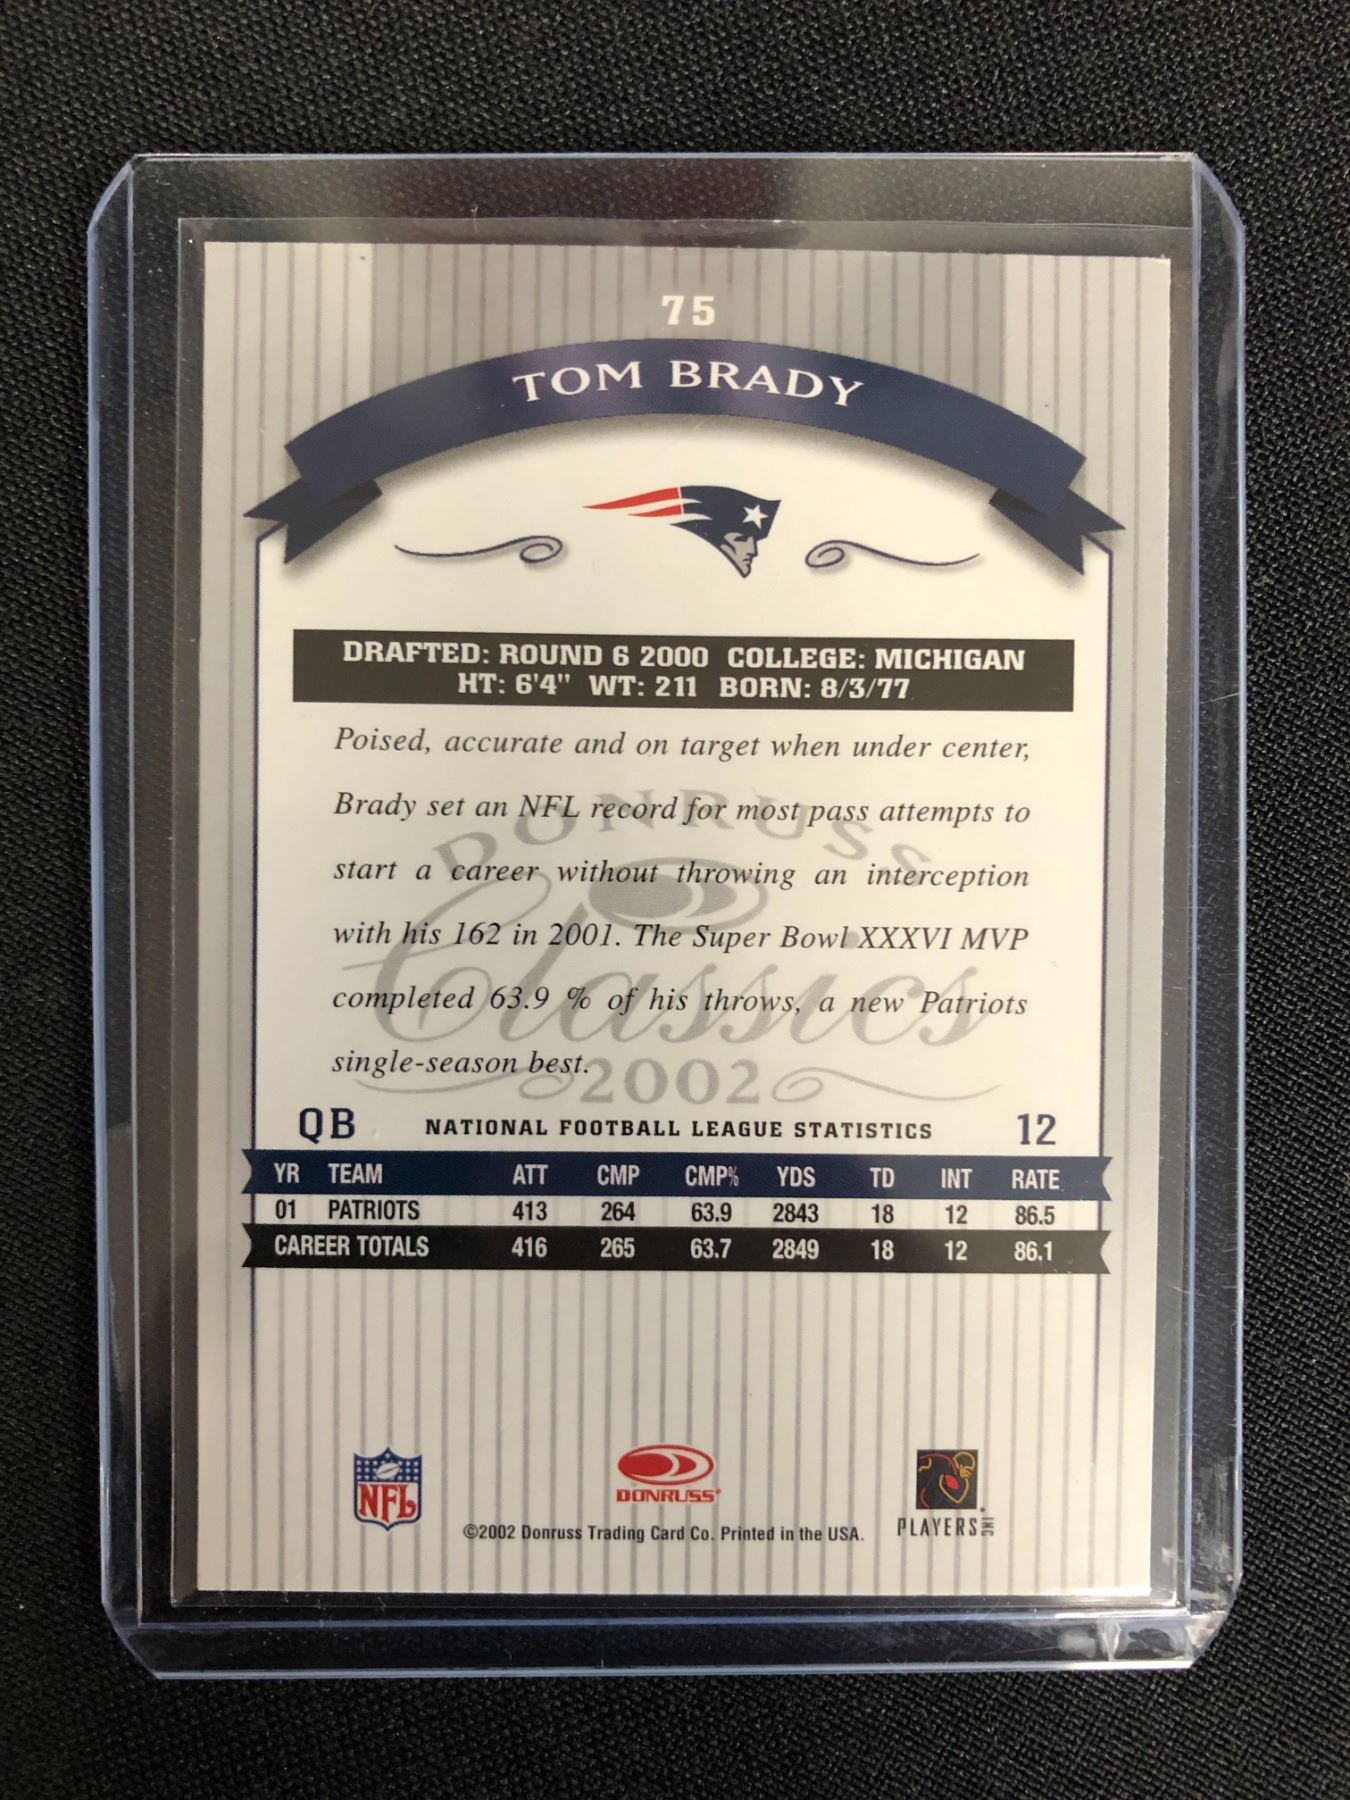 75
TOM BRADY
DRAFTED: ROUND 6 2000 COLLEGE: MICHIGAN
HT: 6'4" WT: 211 BORN: 8/3/77
Poised, accurate and on target when under center,
Brady set an NFL record for most pass attempts to
start a career without throwing an interception
with his 162 in 2001. The Super Bowl XXXVI MVP
completed 63.9 % of his throws, a new Patriots
single-season best.
DONRUSS
Classics
2002
QB NATIONAL FOOTBALL LEAGUE STATISTICS 12
YR TEAM ATT CMP CMP% YDS TD INT RATE
01 PATRIOTS 413 264 63.9 2843 18 12 86.5
CAREER TOTALS 416 265 63.7 2849 18 12 86.1
NFL
DONRUSS
PLAYERS INC
©2002 Donruss Trading Card Co. Printed in the USA.